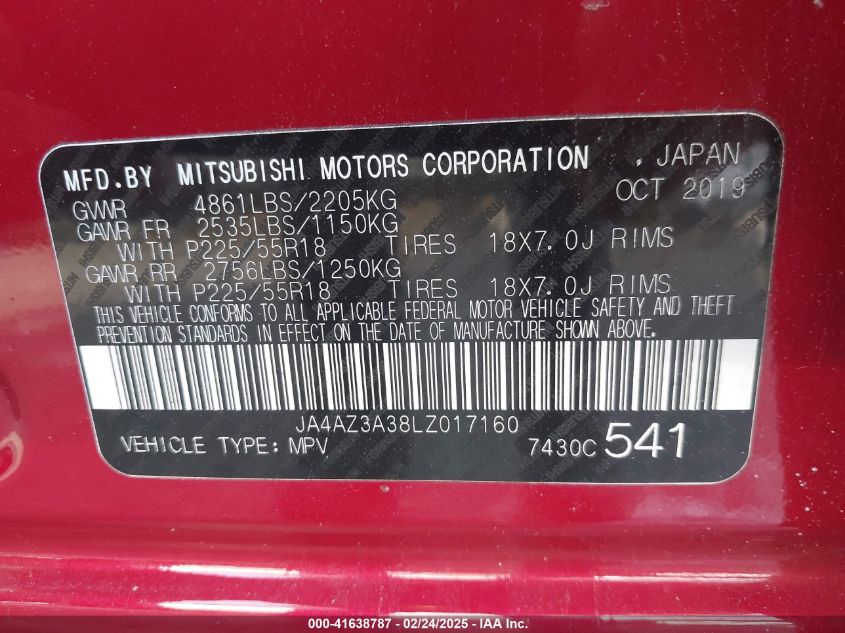 MFD.BY MITSUBISHI MOTORS CORPORATION , JAPAN
GVWR 4861LBS/2205KG OCT 2019
GAWR FR 2535LBS/1150KG
WITH P225/55R18 TIRES 18X7.0J RIMS
GAWR RR 2756LBS/1250KG
WITH P225/55R18 TIRES 18X7.0J RIMS
THIS VEHICLE CONFORMS TO ALL APPLICABLE FEDERAL MOTOR VEHICLE SAFETY AND THEFT
PREVENTION STANDARDS IN EFFECT ON THE DATE OF MANUFACTURE SHOWN ABOVE.
JA4AZ3A38LZ017160
VEHICLE TYPE: MPV 7430C 541
000-41638787 - 02/24/2025 - IAAI.COM